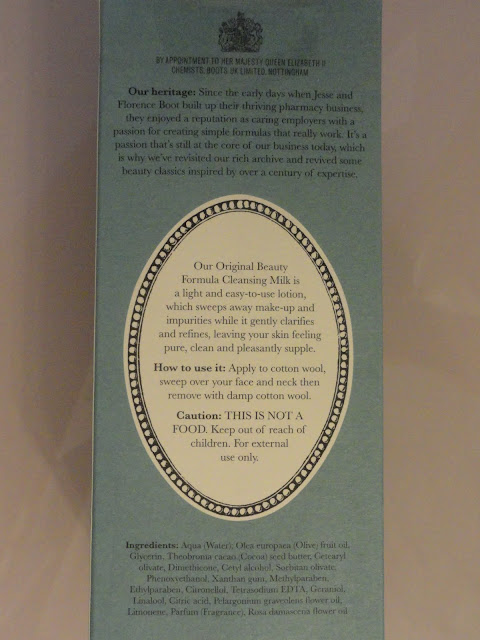 BY APPOINTMENT TO HER MAJESTY QUEEN ELIZABETH II
CHEMISTS, BOOTS UK LIMITED, NOTTINGHAM
Our heritage: Since the early days when Jesse and
Florence Boot built up their thriving pharmacy business,
they enjoyed a reputation as caring employers with a
passion for creating simple formulas that really work. It's a
passion that's still at the core of our business today, which
is why we've revisited our rich archive and revived some
beauty classics inspired by over a century of expertise.
Our Original Beauty
Formula Cleansing Milk is
a light and easy-to-use lotion,
which sweeps away make-up and
impurities while it gently clarifies
and refines, leaving your skin feeling
pure, clean and pleasantly supple.
How to use it: Apply to cotton wool,
sweep over your face and neck then
remove with damp cotton wool.
Caution: THIS IS NOT A
FOOD. Keep out of reach of
children. For external
use only.
Ingredients: Aqua (Water), Olea europaea (Olive) fruit oil,
Glycerin, Theobroma cacao (Cocoa) seed butter, Cetearyl
olivate, Dimethicone, Cetyl alcohol, Sorbitan olivate,
Phenoxyethanol, Xanthan gum, Methylparaben,
Ethylparaben, Citronellol, Tetrasodium EDTA, Geraniol,
Linalool, Citric acid, Pelargonium graveolens flower oil,
Limonene, Parfum (Fragrance), Rosa damascena flower oil